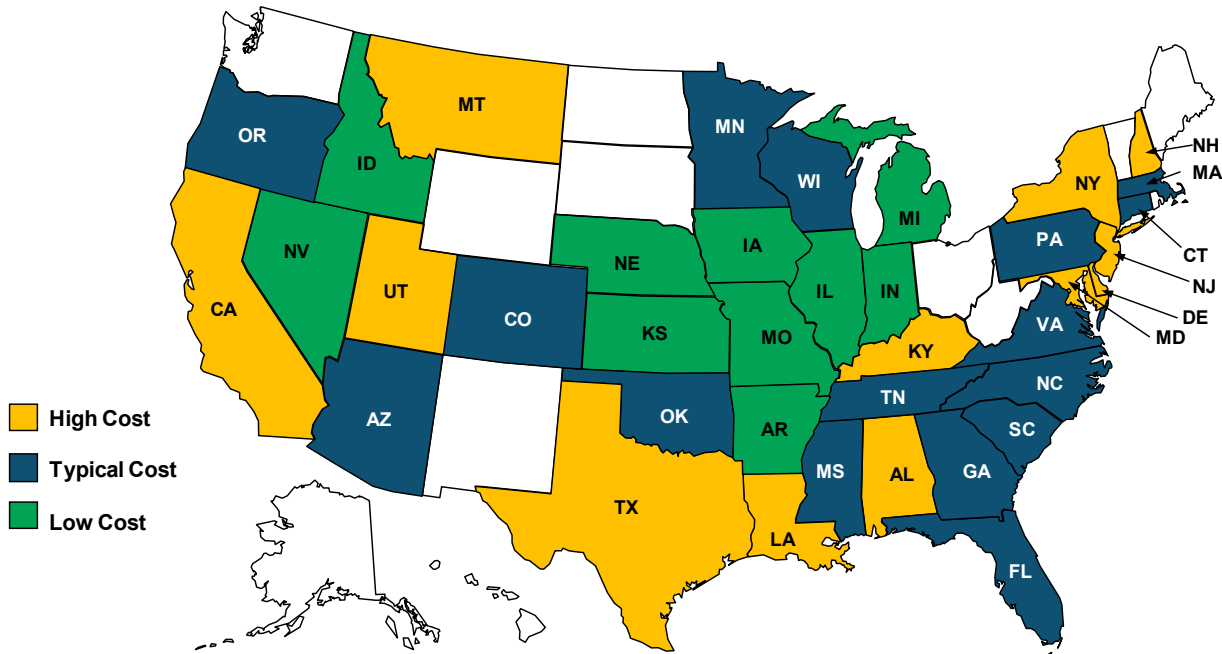 MT
MN
OR
ID
WI
NH
NY
MA
MI
PA
IA
NE
NV
CT
IL
IN
UT
NJ
CA
CO
DE
VA
MD
KS
MO
KY
NC
TN
High Cost
AZ
OK
AR
SC
Typical Cost
MS
AL
GA
TX
Low Cost
LA
FL